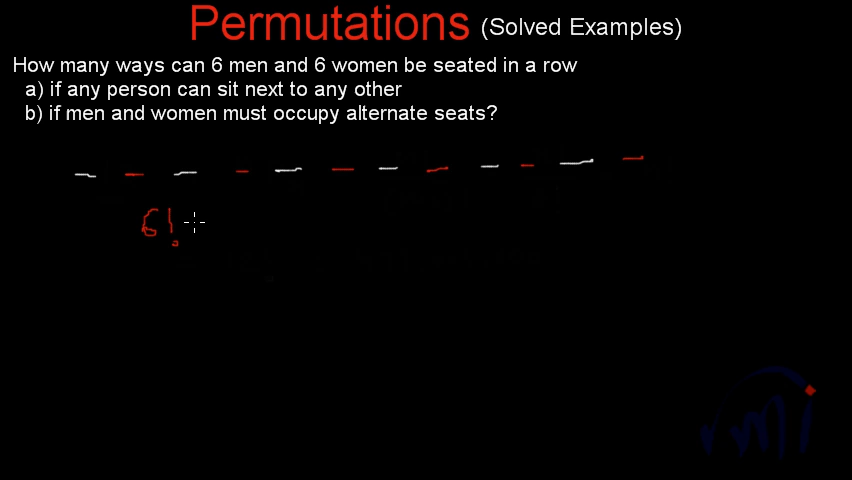 Permutations (Solved Examples)
How many ways can 6 men and 6 women be seated in a row
a) if any person can sit next to any other
b) if men and women must occupy alternate seats?
6!